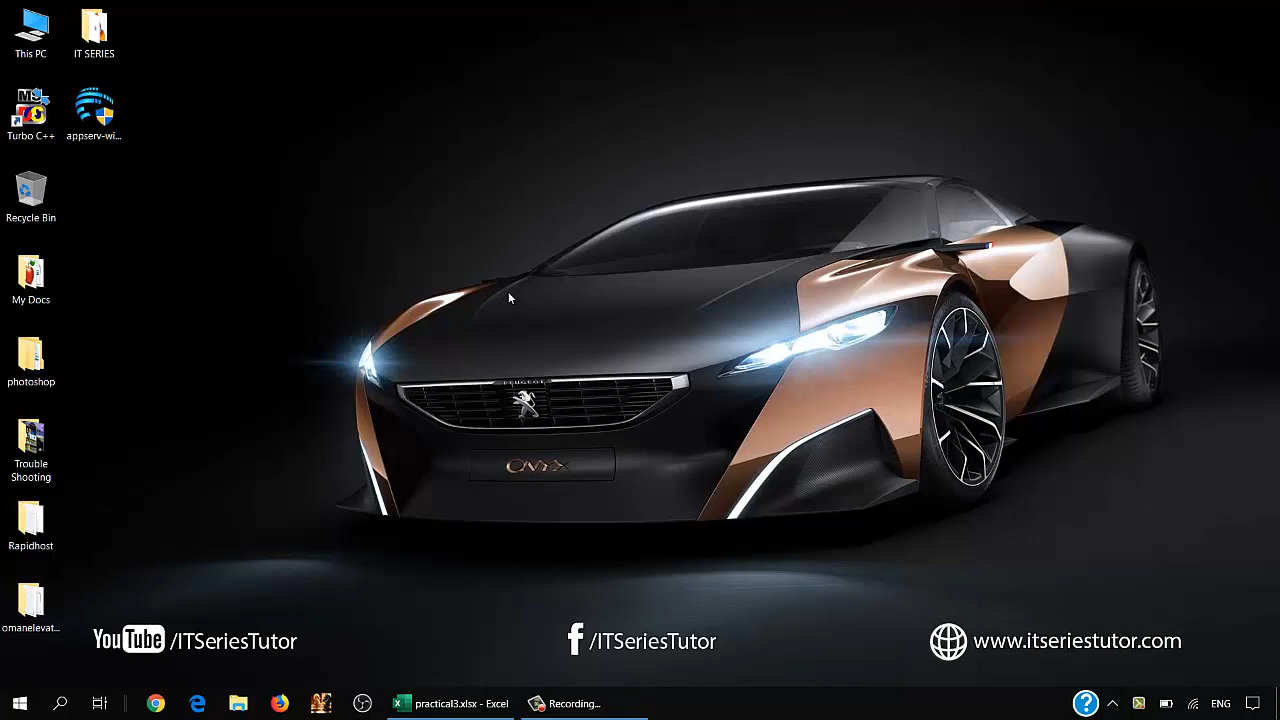 This PC
IT SERIES
Turbo C++
appserv-wi...
Recycle Bin
My Docs
photoshop
Trouble
Shooting
Rapidhost
omanelevat...
PEUGEOT
ONYX
YouTube /ITSeriesTutor
f /ITSeriesTutor
www.itseriestutor.com
practical3.xlsx - Excel
Recording...
ENG